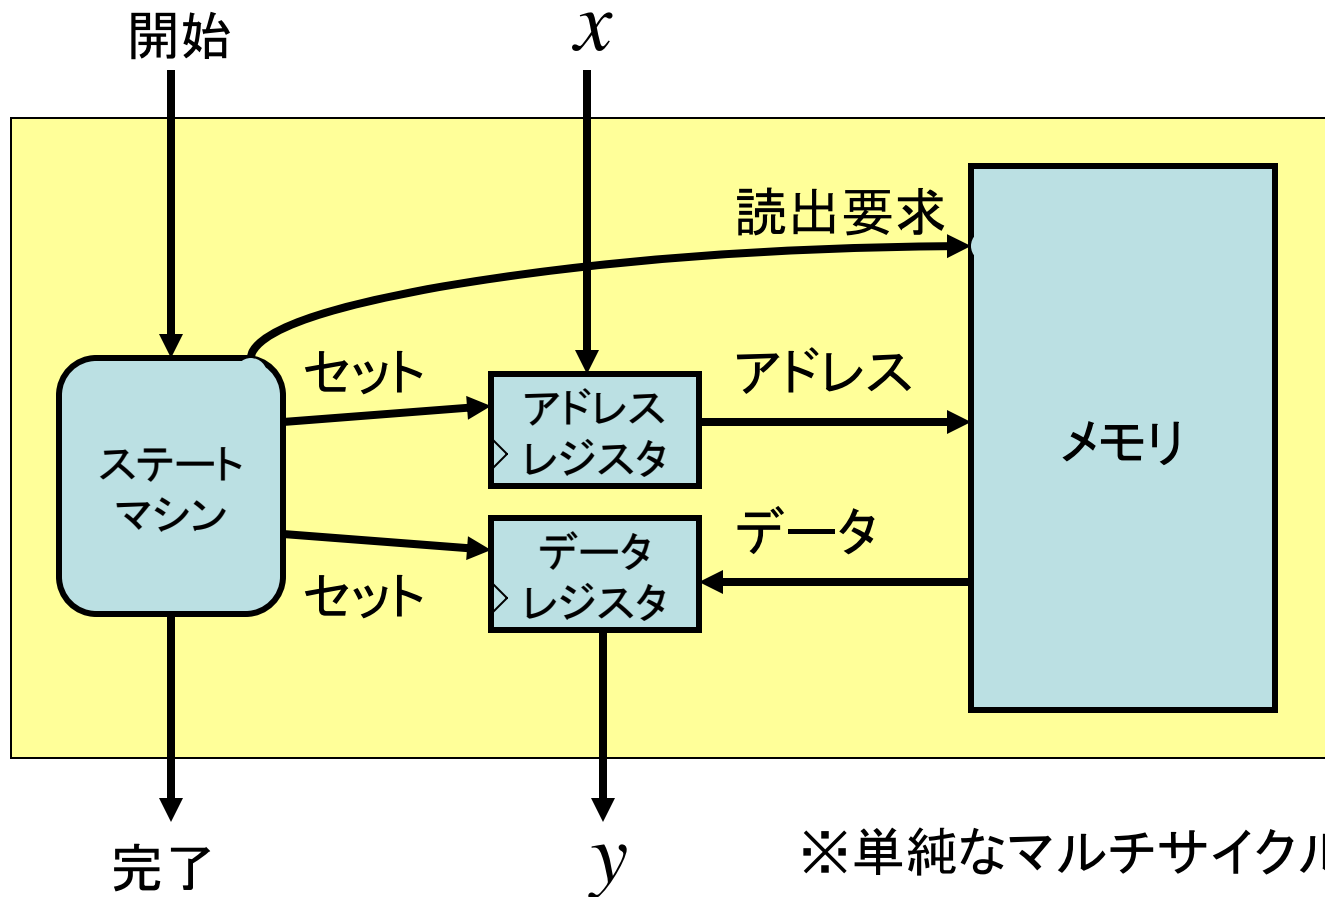 開始
x
読出要求
セット
アドレス
レジスタ
アドレス
メモリ
ステート
マシン
データ
データ
レジスタ
セット
完了
y
※単純なマルチサイクル